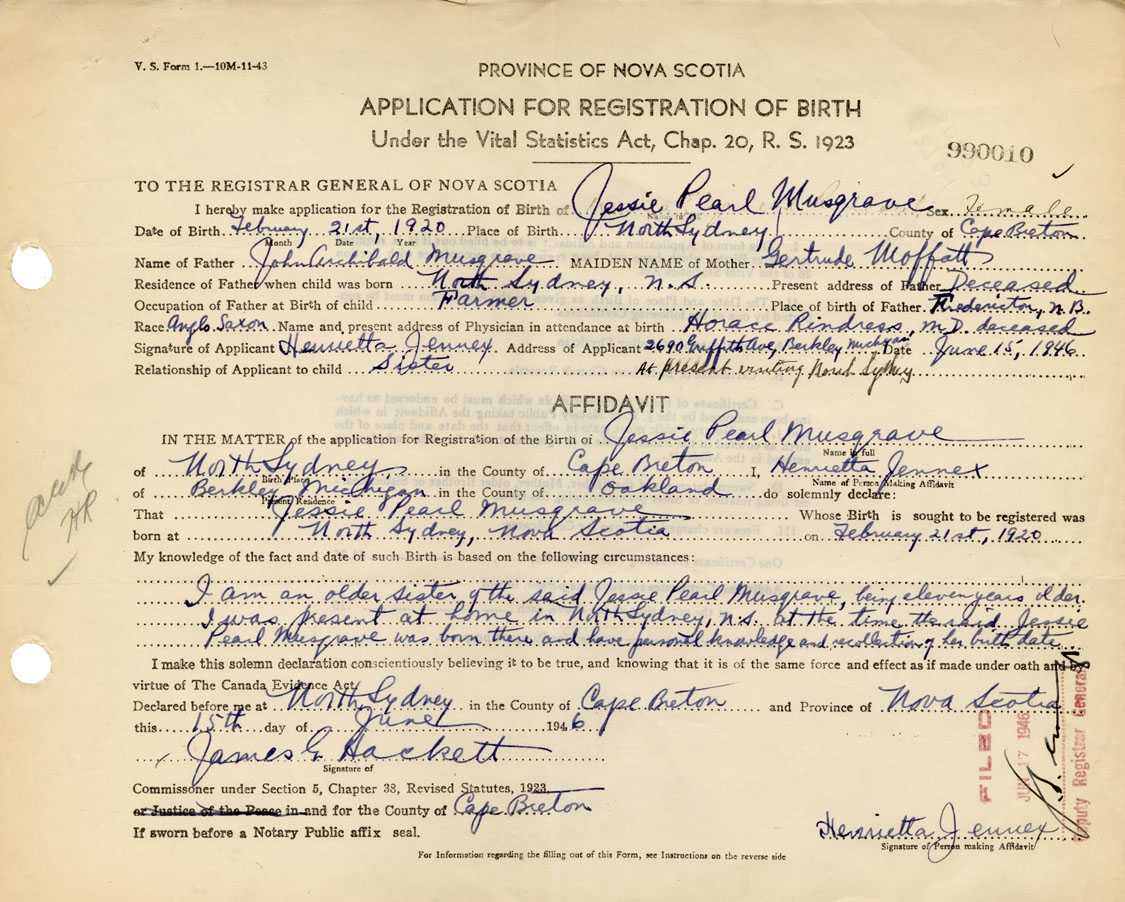 V. S. Form 1.—10M-11-43
PROVINCE OF NOVA SCOTIA
APPLICATION FOR REGISTRATION OF BIRTH
Under the Vital Statistics Act, Chap. 20, R. S. 1923
990010
TO THE REGISTRAR GENERAL OF NOVA SCOTIA
I hereby make application for the Registration of Birth of Jessie Pearl Musgrave Sex Female
Date of Birth February 21st, 1920 Place of Birth North Sydney County of Cape Breton
Month Date Year
Name of Father John Archibald Musgrave MAIDEN NAME of Mother Gertrude Moffatt
Residence of Father when child was born North Sydney, N.S. Present address of Father Deceased
Occupation of Father at Birth of child Farmer Place of birth of Father Fredericton, N.B.
Race Anglo Saxon Name and present address of Physician in attendance at birth Horace Rindress, M.D. deceased
Signature of Applicant Henrietta Jennex Address of Applicant 2690 Griffith Ave, Berkley Michigan Date June 15, 1946
Relationship of Applicant to child Sister At present visiting North Sydney
AFFIDAVIT
IN THE MATTER of the application for Registration of the Birth of Jessie Pearl Musgrave
Name in full
of North Sydney in the County of Cape Breton I, Henrietta Jennex
Birth Place Name of Person Making Affidavit
of Berkley, Michigan in the County of Oakland do solemnly declare:
Present Residence
That Jessie Pearl Musgrave Whose Birth is sought to be registered was
born at North Sydney, Nova Scotia on February 21st, 1920
My knowledge of the fact and date of such Birth is based on the following circumstances:
I am an older sister of the said Jessie Pearl Musgrave, being eleven years older.
I was present at home in North Sydney, N.S. at the time the said Jessie
Pearl Musgrave was born there and have personal knowledge and recollection of her birth date
I make this solemn declaration conscientiously believing it to be true, and knowing that it is of the same force and effect as if made under oath and by
virtue of The Canada Evidence Act.
Declared before me at North Sydney in the County of Cape Breton and Province of Nova Scotia
this 15th day of June 1946
James G. Hackett
Signature of
Commissioner under Section 5, Chapter 38, Revised Statutes, 1923
or Justice of the Peace in and for the County of Cape Breton
If sworn before a Notary Public affix seal.
FILED
JUN 17 1946
Deputy Registrar General
Henrietta Jennex
Signature of Person making Affidavit
For Information regarding the filling out of this Form, see Instructions on the reverse side